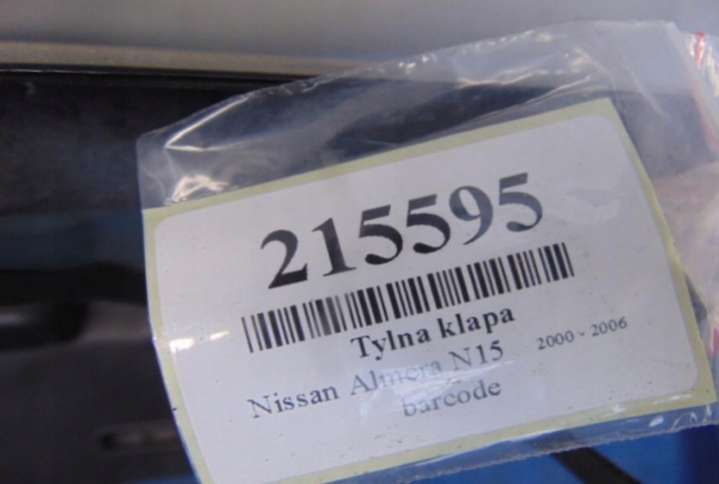 215595
Tylna klapa
Nissan Almera N15 2000 - 2006
barcode